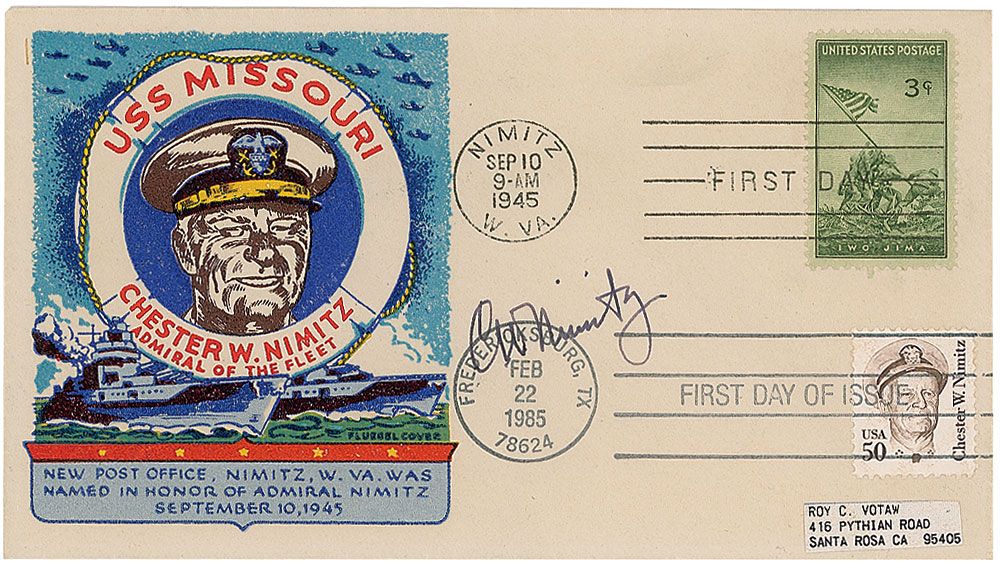 USS MISSOURI
CHESTER W. NIMITZ
ADMIRAL OF THE FLEET
FLUEGEL COVER
NEW POST OFFICE, NIMITZ, W. VA. WAS
NAMED IN HONOR OF ADMIRAL NIMITZ
SEPTEMBER 10, 1945
NIMITZ
SEP 10
9-AM
1945
W. VA.
FIRST DAY
UNITED STATES POSTAGE
3¢
IWO JIMA
CW Nimitz
FREDERICKSBURG, TX
FEB
22
1985
78624
FIRST DAY OF ISSUE
USA
50
Chester W. Nimitz
ROY C. VOTAW
416 PYTHIAN ROAD
SANTA ROSA CA 95405